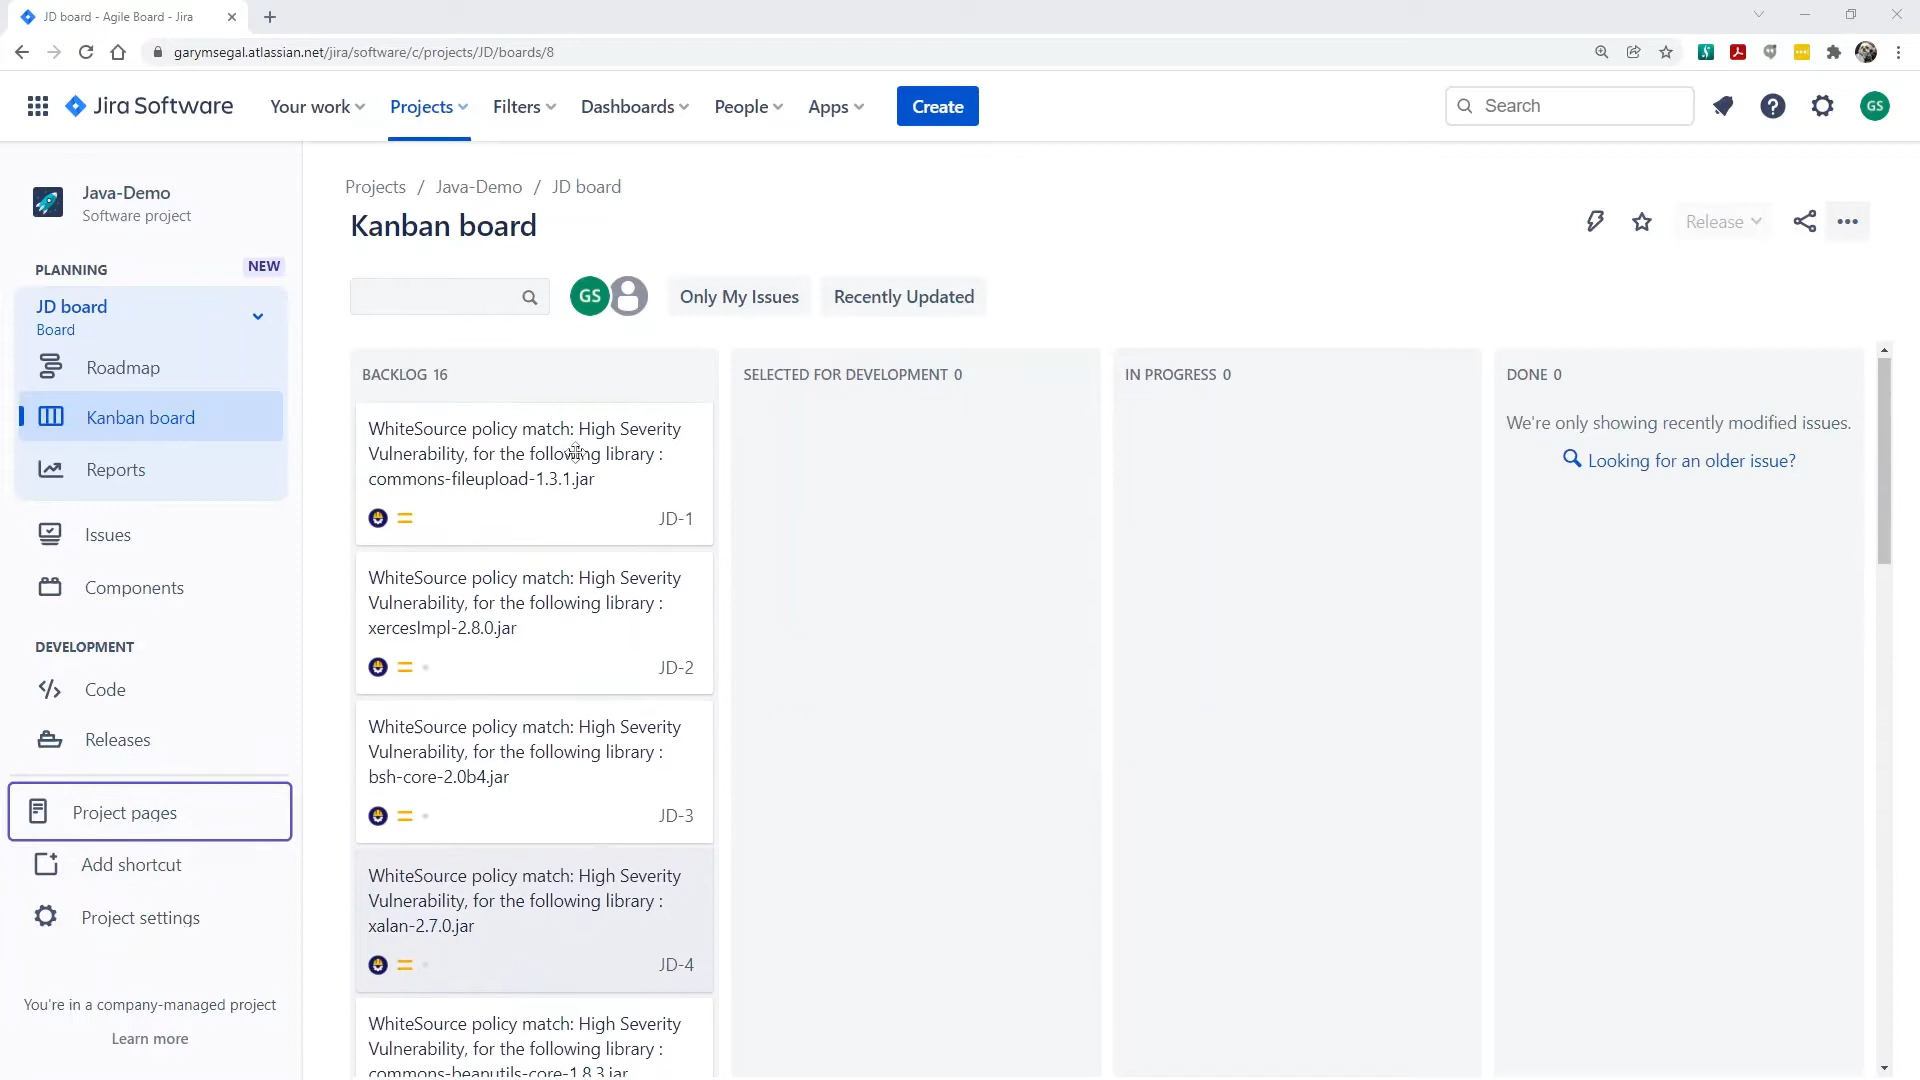 JD board - Agile Board - Jira
garymsegal.atlassian.net/jira/software/c/projects/JD/boards/8
Jira Software
Your work
Projects
Filters
Dashboards
People
Apps
Create
Search
GS
Java-Demo
Software project
PLANNING
NEW
JD board
Board
Roadmap
Kanban board
Reports
Issues
Components
DEVELOPMENT
Code
Releases
Project pages
Add shortcut
Project settings
You're in a company-managed project
Learn more
Projects / Java-Demo / JD board
Kanban board
Release
GS
Only My Issues
Recently Updated
BACKLOG 16
WhiteSource policy match: High Severity
Vulnerability, for the following library :
commons-fileupload-1.3.1.jar
JD-1
WhiteSource policy match: High Severity
Vulnerability, for the following library :
xercesImpl-2.8.0.jar
JD-2
WhiteSource policy match: High Severity
Vulnerability, for the following library :
bsh-core-2.0b4.jar
JD-3
WhiteSource policy match: High Severity
Vulnerability, for the following library :
xalan-2.7.0.jar
JD-4
WhiteSource policy match: High Severity
Vulnerability, for the following library :
commons-beanutils-core-1.8.3.jar
SELECTED FOR DEVELOPMENT 0
IN PROGRESS 0
DONE 0
We're only showing recently modified issues.
Looking for an older issue?